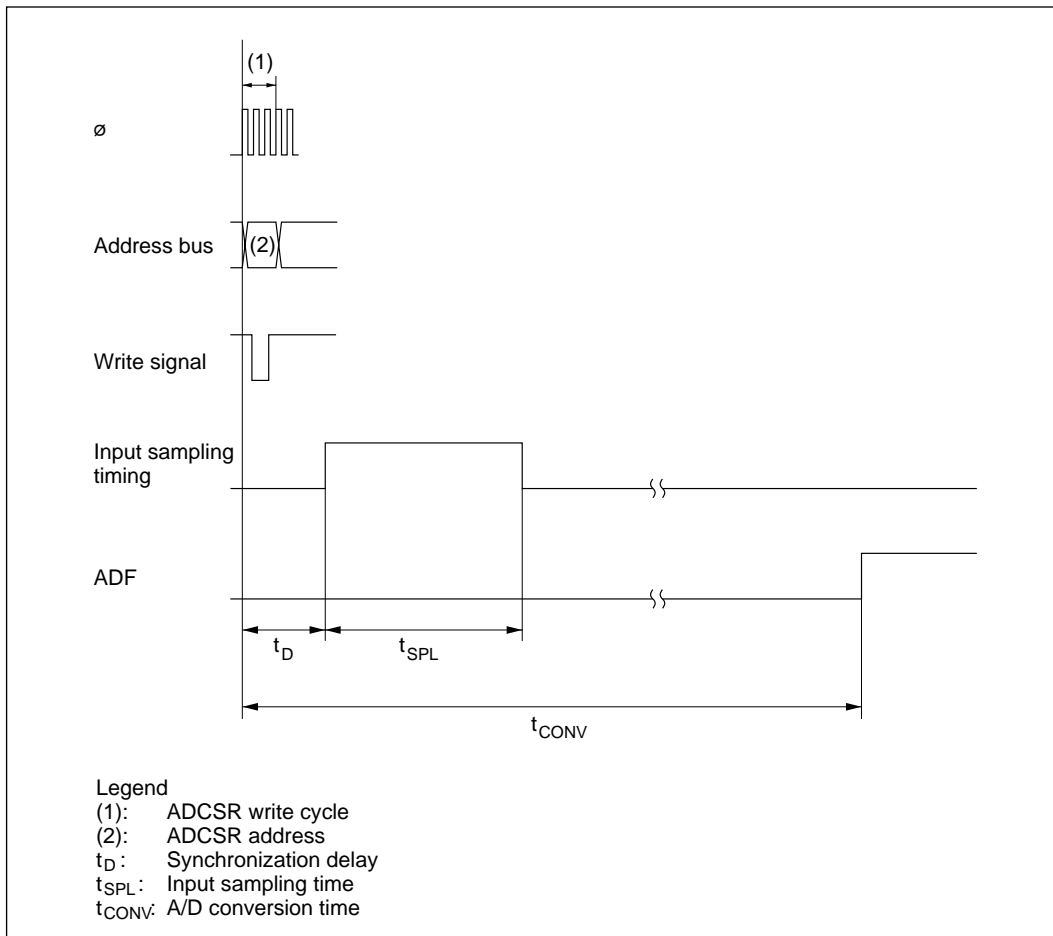 (1)
ø
Address bus
(2)
Write signal
Input sampling
timing
ADF
tD
tSPL
tCONV
Legend
(1): ADCSR write cycle
(2): ADCSR address
tD : Synchronization delay
tSPL : Input sampling time
tCONV: A/D conversion time